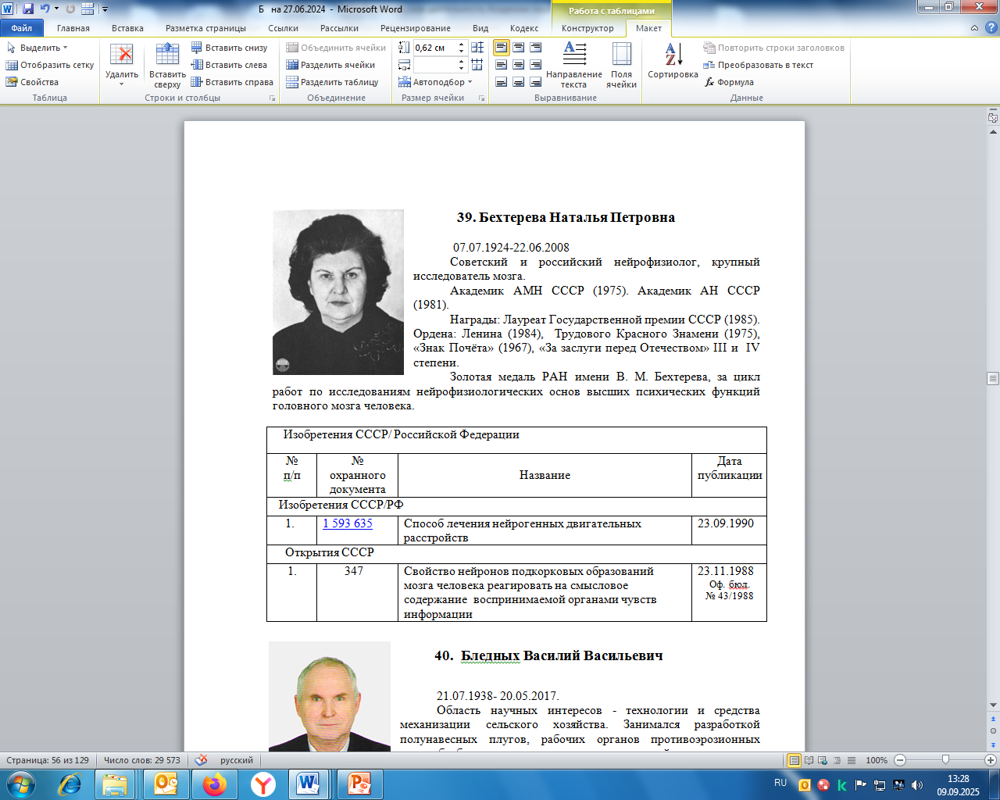 Б   на 27.06.2024  -  Microsoft Word
Работа с таблицами
Файл
Главная
Вставка
Разметка страницы
Ссылки
Рассылки
Рецензирование
Вид
Кодекс
Конструктор
Макет
Выделить
Отобразить сетку
Свойства
Таблица
Удалить
Вставить сверху
Вставить снизу
Вставить слева
Вставить справа
Строки и столбцы
Объединить ячейки
Разделить ячейки
Разделить таблицу
Объединение
0,62 см
Автоподбор
Размер ячейки
Направление текста
Поля ячейки
Выравнивание
Сортировка
Повторить строки заголовков
Преобразовать в текст
Формула
Данные
39. Бехтерева Наталья Петровна
07.07.1924-22.06.2008
Советский и российский нейрофизиолог, крупный
исследователь мозга.
Академик АМН СССР (1975). Академик АН СССР
(1981).
Награды: Лауреат Государственной премии СССР (1985).
Ордена: Ленина (1984),  Трудового Красного Знамени (1975),
«Знак Почёта» (1967), «За заслуги перед Отечеством» III и  IV
степени.
Золотая медаль РАН имени В. М. Бехтерева, за цикл
работ по исследованиям нейрофизиологических основ высших психических функций
головного мозга человека.
Изобретения СССР/ Российской Федерации
№
п/п
№
охранного
документа
Название
Дата
публикации
Изобретения СССР/РФ
1.
1 593 635
Способ лечения нейрогенных двигательных
расстройств
23.09.1990
Открытия СССР
1.
347
Свойство нейронов подкорковых образований
мозга человека реагировать на смысловое
содержание  воспринимаемой органами чувств
информации
23.11.1988
Оф. бюл.
№ 43/1988
40.  Бледных Василий Васильевич
21.07.1938- 20.05.2017.
Область научных интересов - технологии и средства
механизации сельского хозяйства. Занимался разработкой
полунавесных плугов, рабочих органов противоэрозионных
Страница: 56 из 129
Число слов: 29 573
русский
100%
RU
13:28
09.09.2025